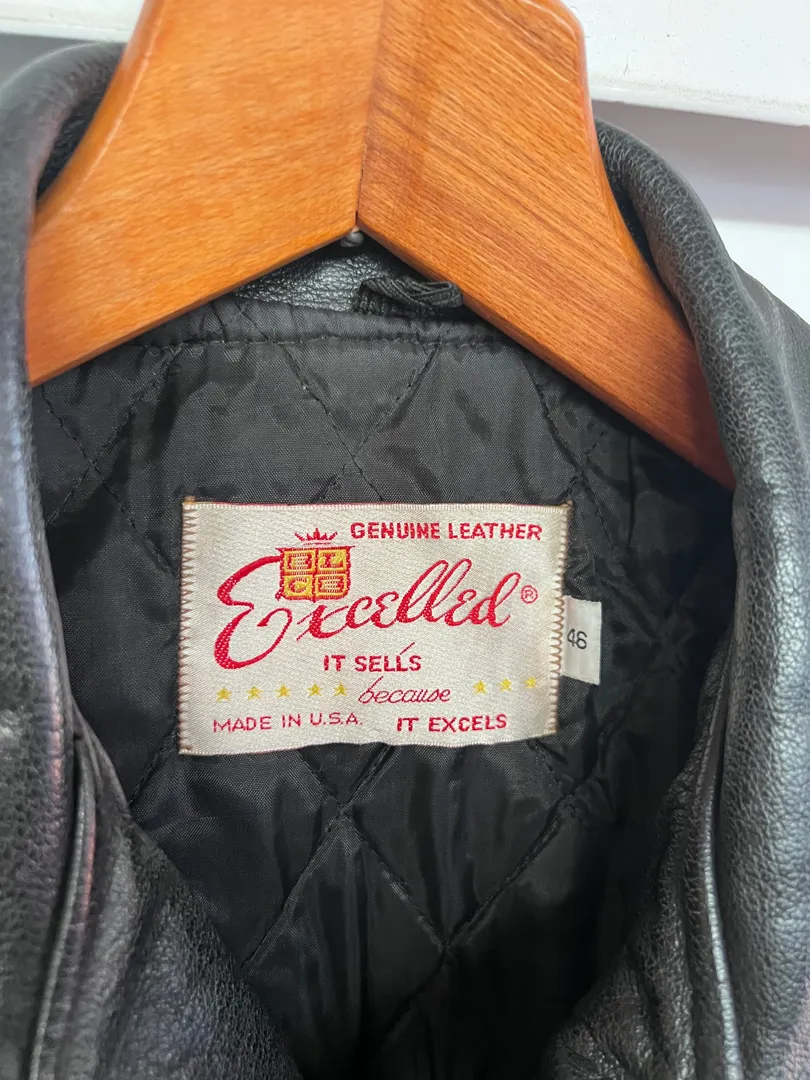 GENUINE LEATHER
Excelled®
IT SELLS
because
MADE IN U.S.A. IT EXCELS
46